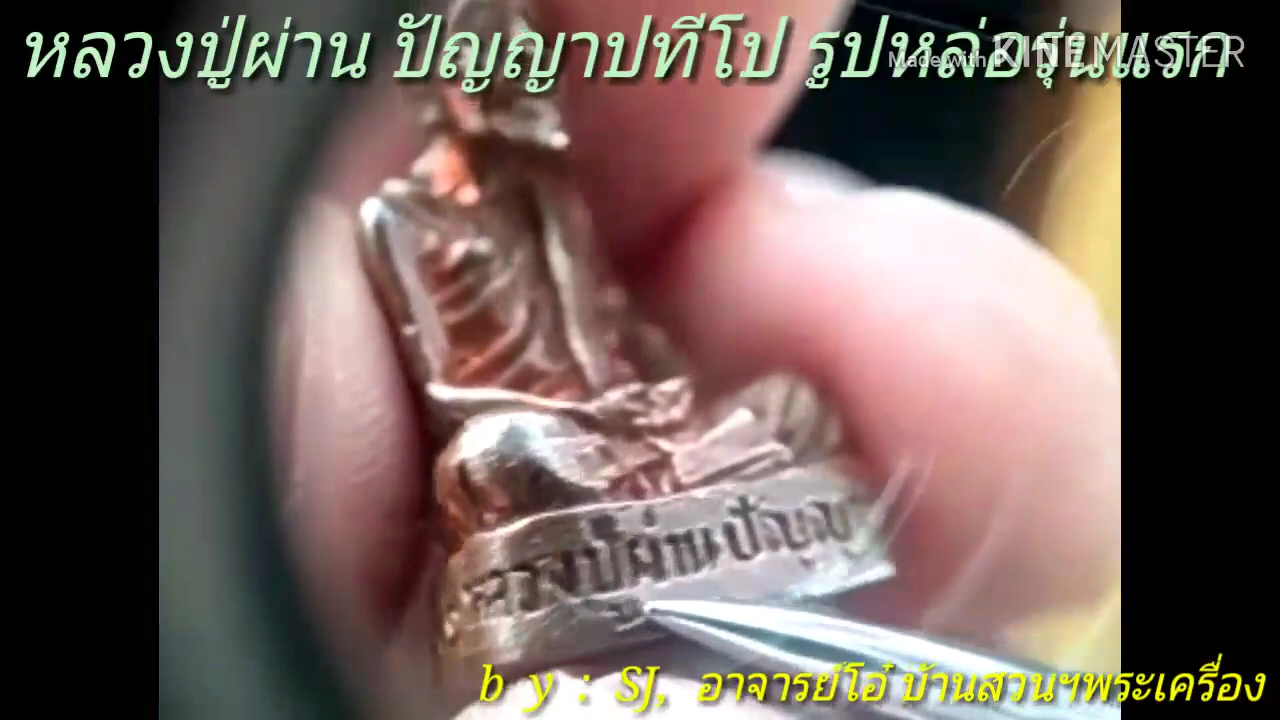 หลวงปู่ผ่าน ปัญญาปทีโป รูปหล่อรุ่นแรก
Made with KINEMASTER
หลวงปู่ผ่าน ปัญญา
by : SJ, อาจารย์โอ๋ บ้านสวนฯพระเครื่อง